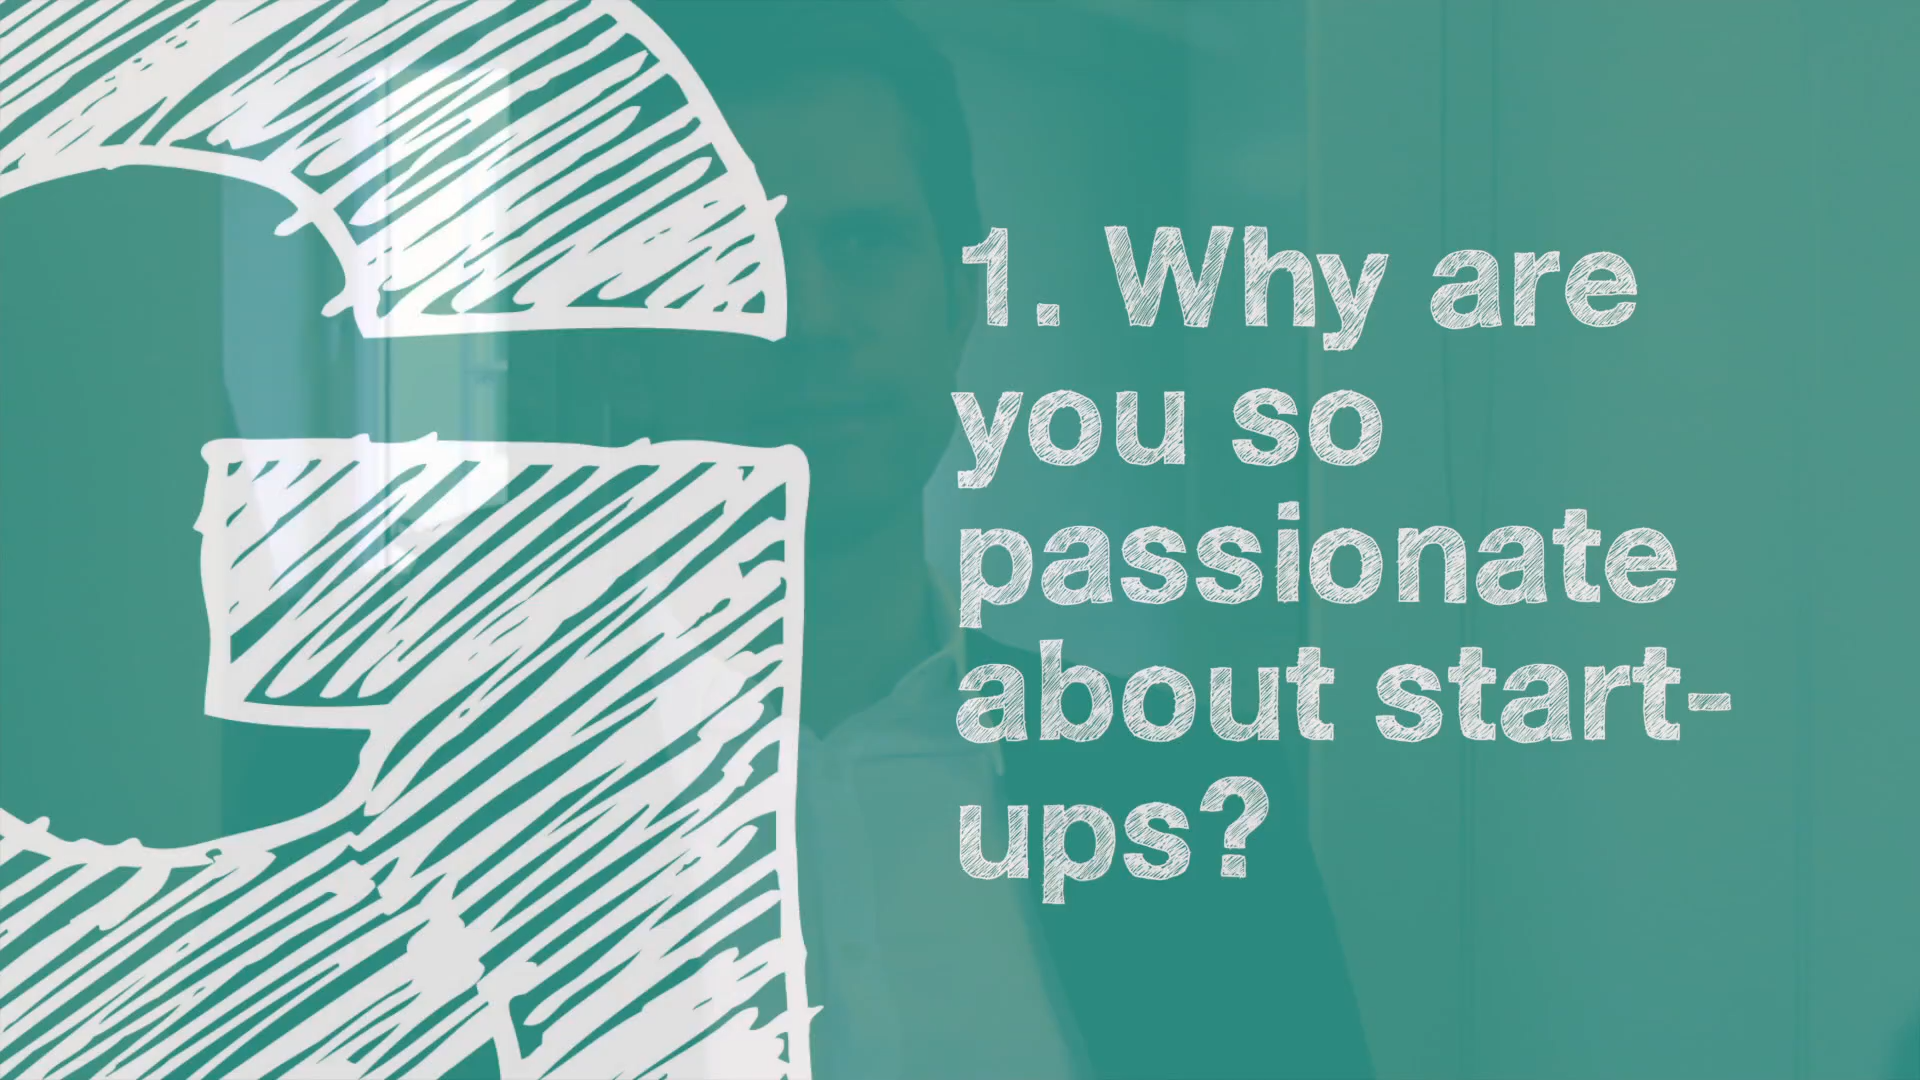 G
1. Why are
you so
passionate
about start-
ups?